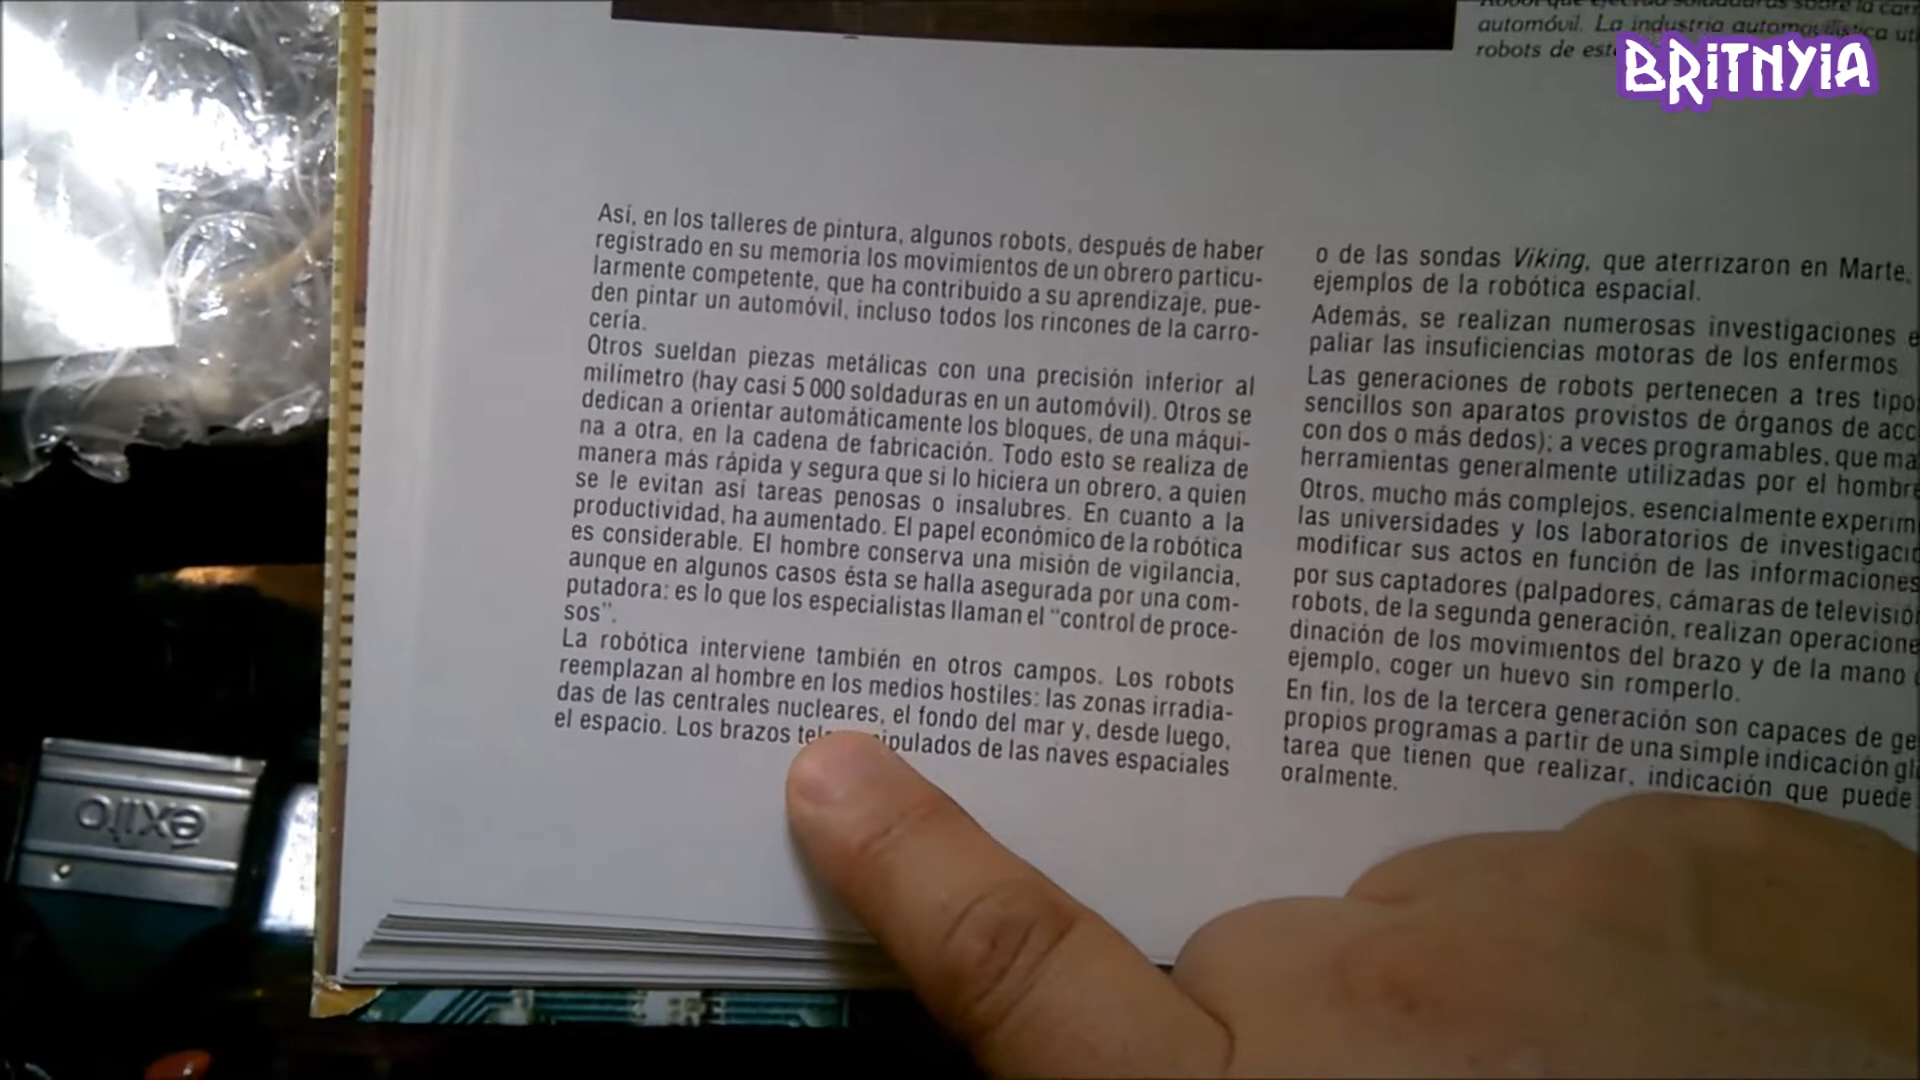 automóvil. La industria automovilística
robots de
BRITNYIA
Así, en los talleres de pintura, algunos robots, después de haber
registrado en su memoria los movimientos de un obrero particu-
larmente competente, que ha contribuido a su aprendizaje, pue-
den pintar un automóvil, incluso todos los rincones de la carro-
cería.
Otros sueldan piezas metálicas con una precisión inferior al
milímetro (hay casi 5 000 soldaduras en un automóvil). Otros se
dedican a orientar automáticamente los bloques, de una máqui-
na a otra, en la cadena de fabricación. Todo esto se realiza de
manera más rápida y segura que si lo hiciera un obrero, a quien
se le evitan así tareas penosas o insalubres. En cuanto a la
productividad, ha aumentado. El papel económico de la robótica
es considerable. El hombre conserva una misión de vigilancia,
aunque en algunos casos ésta se halla asegurada por una com-
putadora: es lo que los especialistas llaman el "control de proce-
sos".
La robótica interviene también en otros campos. Los robots
reemplazan al hombre en los medios hostiles: las zonas irradia-
das de las centrales nucleares, el fondo del mar y, desde luego,
el espacio. Los brazos de las naves espaciales
o de las sondas Viking, que aterrizaron en Marte,
ejemplos de la robótica espacial.
Además, se realizan numerosas investigaciones
paliar las insuficiencias motoras de los enfermos
Las generaciones de robots pertenecen a tres
sencillos son aparatos provistos de órganos de
con dos o más dedos); a veces programables, que
herramientas generalmente utilizadas por el hombre
Otros, mucho más complejos, esencialmente
las universidades y los laboratorios de
modificar sus actos en función de las informaciones
por sus captadores (palpadores, cámaras de
robots, de la segunda generación, realizan
dinación de los movimientos del brazo y de la mano
ejemplo, coger un huevo sin romperlo.
En fin, los de la tercera generación son capaces de
propios programas a partir de una simple indicación
tarea que tienen que realizar, indicación que puede
oralmente.
éxito